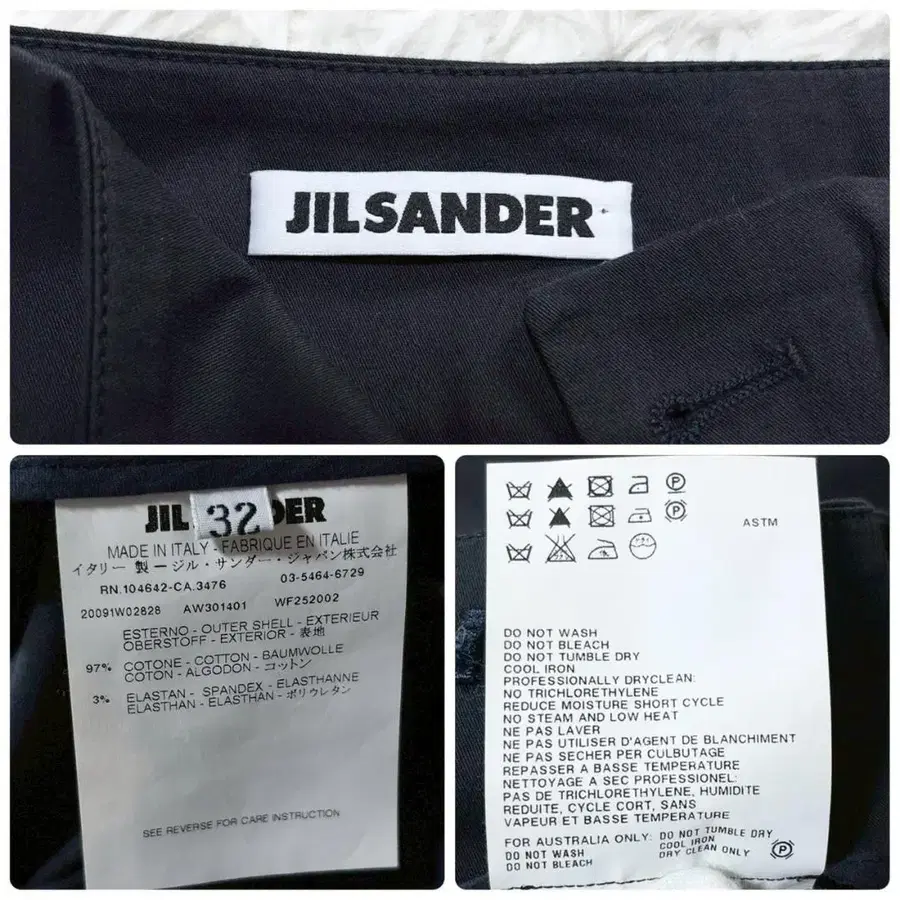 JILSANDER
JIL 32 DER
MADE IN ITALY - FABRIQUE EN ITALIE
イタリー 製 ージル・サンダー・ジャパン株式会社
RN.104642-CA.3476 03-5464-6729
20091W02828 AW301401 WF252002
ESTERNO - OUTER SHELL - EXTERIEUR
OBERSTOFF - EXTERIOR - 表地
97% COTONE - COTTON - BAUMWOLLE
COTON - ALGODON - コットン
3% ELASTAN - SPANDEX - ELASTHANNE
ELASTHAN - ELASTHAN - ポリウレタン
SEE REVERSE FOR CARE INSTRUCTION
P
P
ASTM
DO NOT WASH
DO NOT BLEACH
DO NOT TUMBLE DRY
COOL IRON
PROFESSIONALLY DRYCLEAN:
NO TRICHLORETHYLENE
REDUCE MOISTURE SHORT CYCLE
NO STEAM AND LOW HEAT
NE PAS LAVER
NE PAS UTILISER D'AGENT DE BLANCHIMENT
NE PAS SECHER PAR CULBUTAGE
REPASSER A BASSE TEMPERATURE
NETTOYAGE A SEC PROFESSIONEL:
PAS DE TRICHLORETHYLENE, HUMIDITE
REDUITE, CYCLE CORT, SANS
VAPEUR ET BASSE TEMPERATURE
FOR AUSTRALIA ONLY: DO NOT TUMBLE DRY
DO NOT WASH COOL IRON
DO NOT BLEACH DRY CLEAN ONLY P